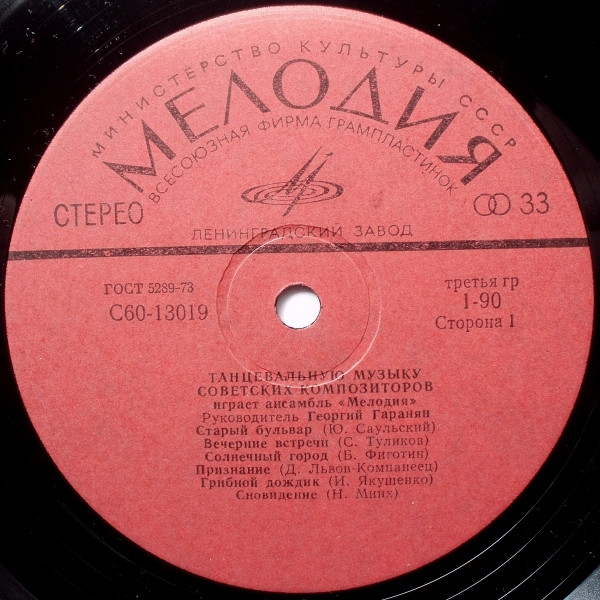 МИНИСТЕРСТВО КУЛЬТУРЫ СССР
МЕЛОДИЯ
ВСЕСОЮЗНАЯ ФИРМА ГРАМПЛАСТИНОК
СТЕРЕО
33
ЛЕНИНГРАДСКИЙ ЗАВОД
ГОСТ 5289-73
С60-13019
третья гр
1-90
Сторона 1
ТАНЦЕВАЛЬНУЮ МУЗЫКУ
СОВЕТСКИХ КОМПОЗИТОРОВ
играет ансамбль «Мелодия»
Руководитель Георгий Гаранян
Старый бульвар (Ю. Саульский)
Вечерние встречи (С. Туликов)
Солнечный город (Б. Фиготин)
Признание (Д. Львов-Компанеец)
Грибной дождик (И. Якушенко)
Сновидение (Н. Минх)